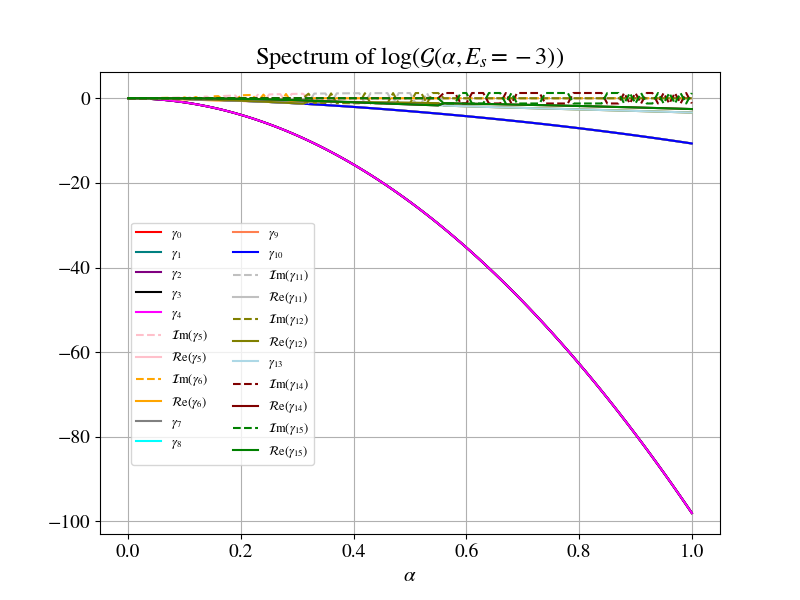 Spectrum of log(𝒢(α, Eₛ = −3))
0
−20
−40
−60
−80
−100
0.0 0.2 0.4 0.6 0.8 1.0
α
γ₀
γ₁
γ₂
γ₃
γ₄
ℐm(γ₅)
ℛe(γ₅)
ℐm(γ₆)
ℛe(γ₆)
γ₇
γ₈
γ₉
γ₁₀
ℐm(γ₁₁)
ℛe(γ₁₁)
ℐm(γ₁₂)
ℛe(γ₁₂)
γ₁₃
ℐm(γ₁₄)
ℛe(γ₁₄)
ℐm(γ₁₅)
ℛe(γ₁₅)